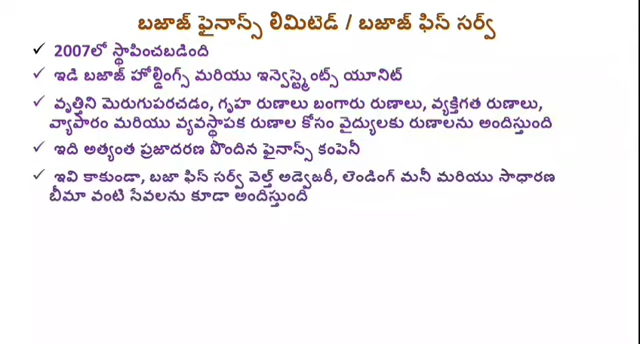 బజాజ్ ఫైనాన్స్ లిమిటెడ్ / బజాజ్ ఫిన్ సర్వ్
✓ 2007లో స్థాపించబడింది
✓ ఇడి బజాజ్ హోల్డింగ్స్ మరియు ఇన్వెస్ట్మెంట్స్ యూనిట్
✓ వృత్తిని మెరుగుపరచడం, గృహ రుణాలు బంగారు రుణాలు, వ్యక్తిగత రుణాలు,
వ్యాపారం మరియు వ్యవస్థాపక రుణాల కోసం వైద్యులకు రుణాలను అందిస్తుంది
✓ ఇది అత్యంత ప్రజాదరణ పొందిన ఫైనాన్స్ కంపెనీ
✓ ఇవి కాకుండా, బజా ఫిన్ సర్వ్ వెల్త్ అడ్వైజరీ, లెండింగ్ మనీ మరియు సాధారణ
బీమా వంటి సేవలను కూడా అందిస్తుంది